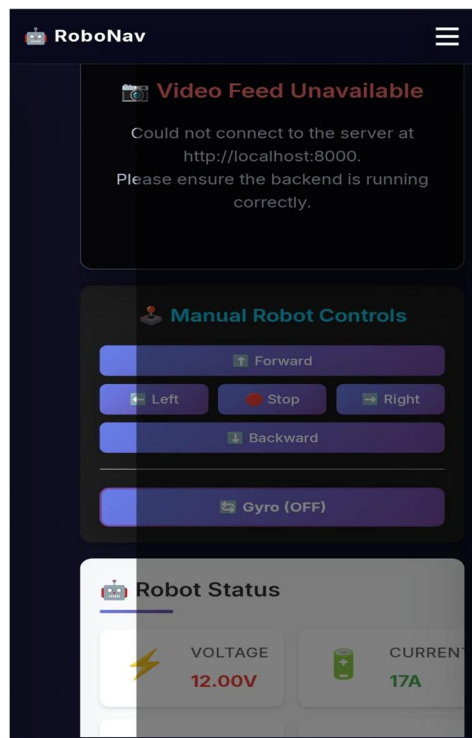 RoboNav
Video Feed Unavailable
Could not connect to the server at
http://localhost:8000.
Please ensure the backend is running
correctly.
Manual Robot Controls
Forward
Left Stop Right
Backward
Gyro (OFF)
Robot Status
VOLTAGE CURREN
12.00V 17A